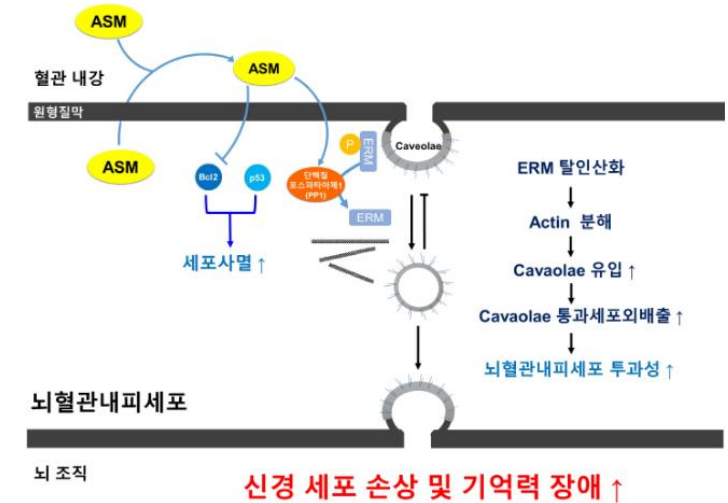 ASM
혈관 내강
ASM
원형질막
ASM
Bcl2
p53
세포사멸 ↑
단백질
포스파타아제1
(PP1)
P
ERM
ERM
Caveolae
ERM 탈인산화
Actin 분해
Cavaolae 유입 ↑
Cavaolae 통과세포외배출 ↑
뇌혈관내피세포 투과성 ↑
뇌혈관내피세포
뇌 조직
신경 세포 손상 및 기억력 장애 ↑